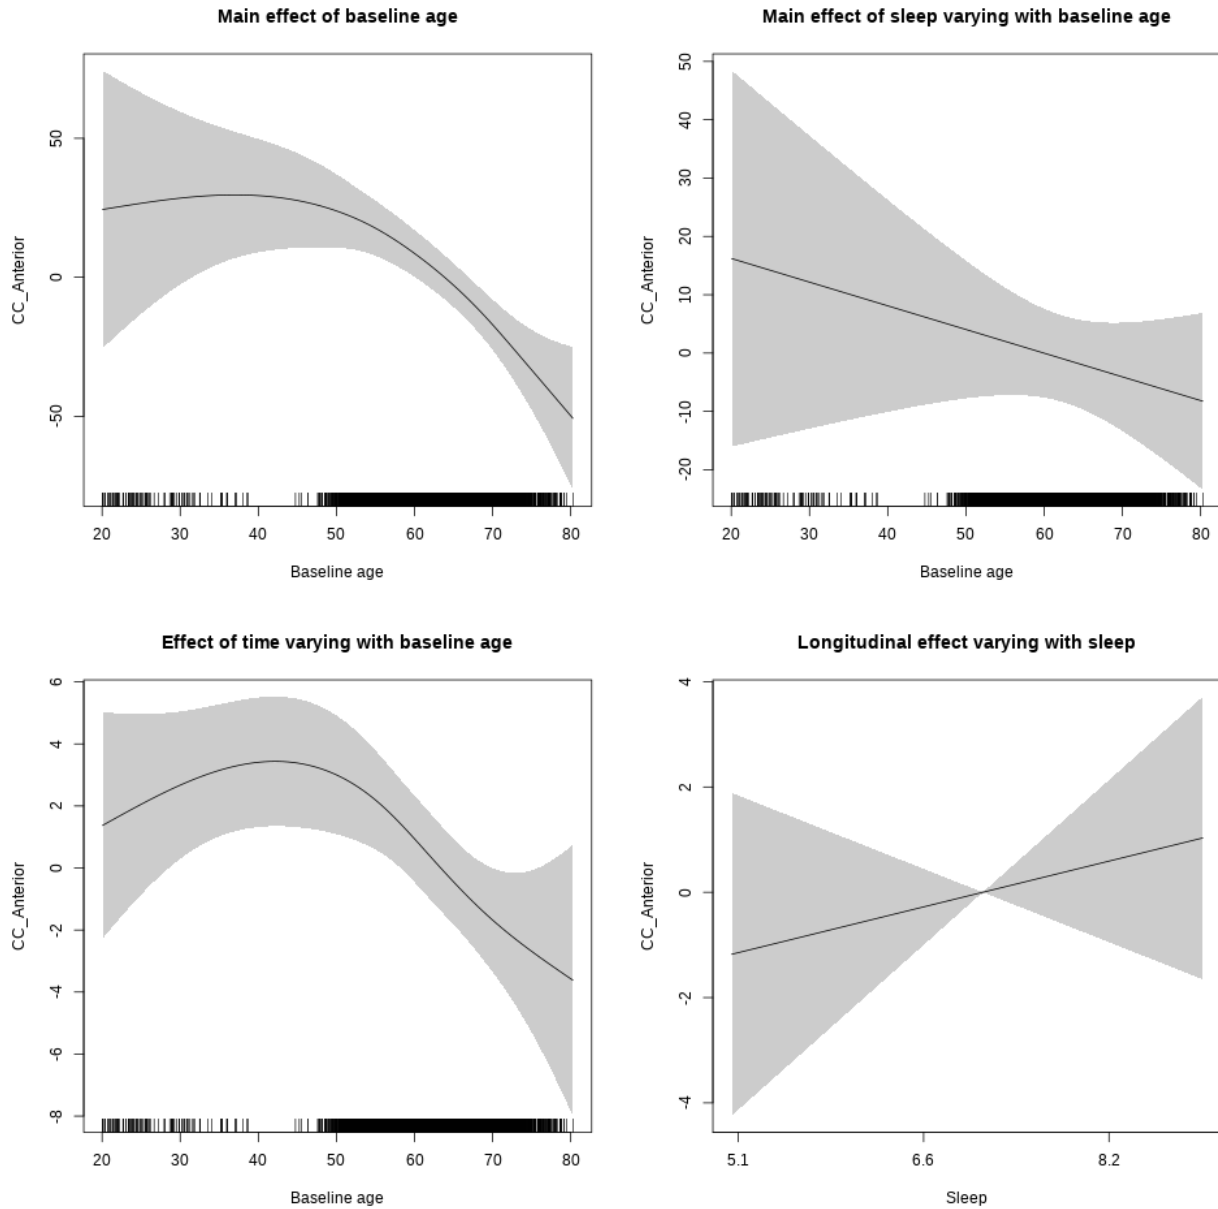 Main effect of baseline age
CC_Anterior
50
0
-50
20 30 40 50 60 70 80
Baseline age
Main effect of sleep varying with baseline age
CC_Anterior
50
40
30
20
10
0
-10
-20
20 30 40 50 60 70 80
Baseline age
Effect of time varying with baseline age
CC_Anterior
6
4
2
0
-2
-4
-6
-8
20 30 40 50 60 70 80
Baseline age
Longitudinal effect varying with sleep
CC_Anterior
4
2
0
-2
-4
5.1 6.6 8.2
Sleep